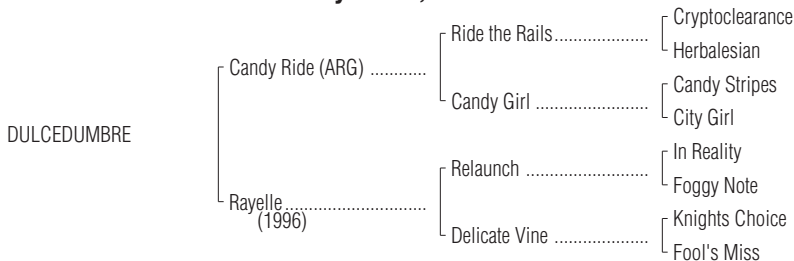 Cryptoclearance
Ride the Rails....................
Herbalesian
Candy Ride (ARG) ............
Candy Stripes
Candy Girl ........................
City Girl
DULCEDUMBRE
In Reality
Relaunch ..........................
Foggy Note
Rayelle..............................
(1996)
Knights Choice
Delicate Vine ....................
Fool's Miss